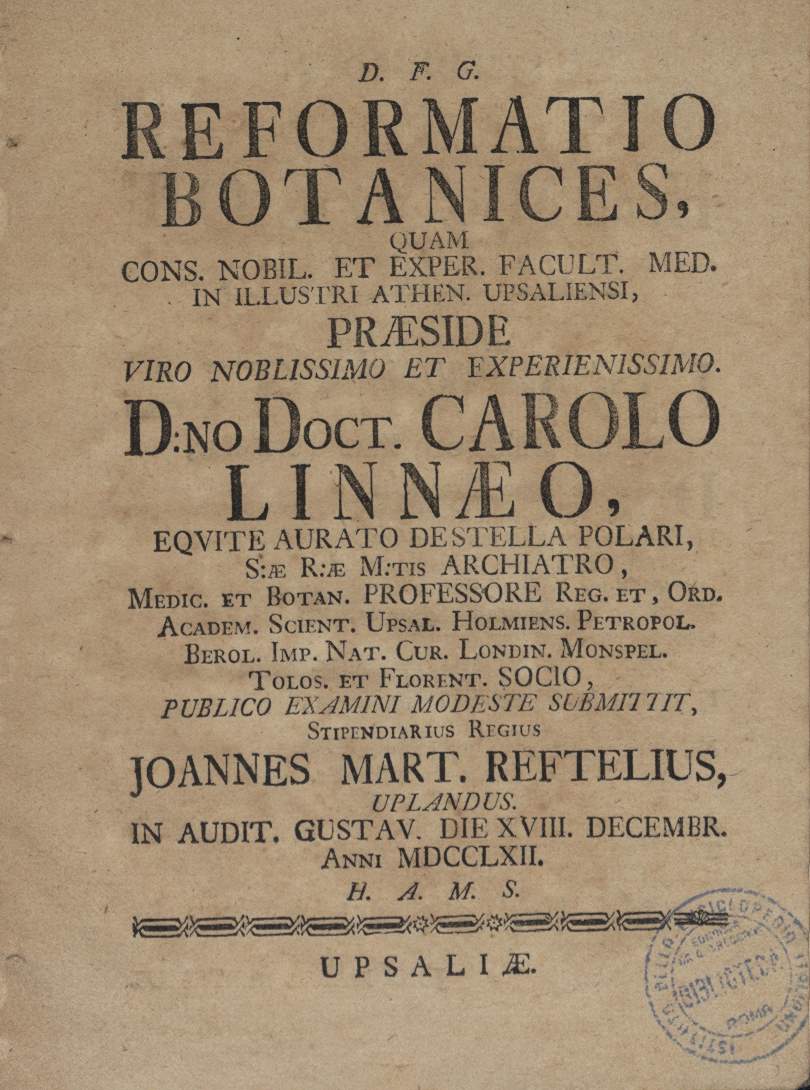 D. F. G.
REFORMATIO
BOTANICES,
QUAM
CONS. NOBIL. ET EXPER. FACULT. MED.
IN ILLUSTRI ATHEN. UPSALIENSI,
PRÆSIDE
VIRO NOBLISSIMO ET EXPERIENISSIMO.
D:NO DOCT. CAROLO
LINNÆO,
EQVITE AURATO DE STELLA POLARI,
S:Æ R:Æ M:TIS ARCHIATRO,
MEDIC. ET BOTAN. PROFESSORE REG. ET, ORD.
ACADEM. SCIENT. UPSAL. HOLMIENS. PETROPOL.
BEROL. IMP. NAT. CUR. LONDIN. MONSPEL.
TOLOS. ET FLORENT. SOCIO,
PUBLICO EXAMINI MODESTE SUBMITTIT,
STIPENDIARIUS REGIUS
JOANNES MART. REFTELIUS,
UPLANDUS.
IN AUDIT. GUSTAV. DIE XVIII. DECEMBR.
ANNI MDCCLXII.
H. A. M. S.
UPSALIÆ.
BIBLIOTECA
ROMA